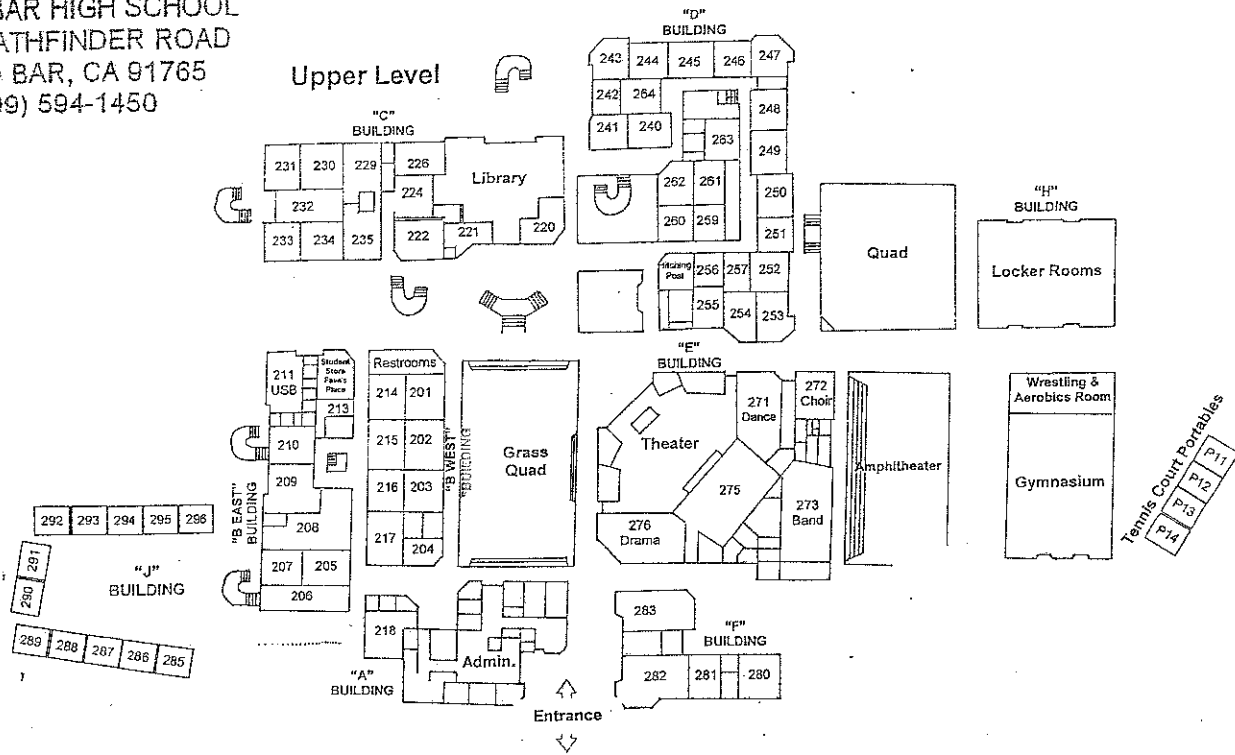 BAR HIGH SCHOOL
ATHFINDER ROAD
BAR, CA 91765
9) 594-1450
Upper Level
"D"
BUILDING
243 244 245 246 247
242 264 248
241 240 263 249
"C"
BUILDING
231 230 229 226 Library
232 224
233 234 235 222 221 220
262 261 250
260 259 251
Quad
"H"
BUILDING
Locker Rooms
Hitching
Post
256 257 252
255 254 253
"E"
BUILDING
211
USB
Student
Store
Place
213
210
209
208
207 205
206
"B EAST"
BUILDING
Restrooms
214 201
215 202
216 203
217 204
"B WEST"
BUILDING
Grass
Quad
Theater
271
Dance
272
Choir
275
276
Drama
273
Band
Amphitheater
Wrestling &
Aerobics Room
Gymnasium
Tennis Court Portables
P11
P12
P13
P14
292 293 294 295 296
291
290
"J"
BUILDING
289 288 287 286 285
218
Admin.
"A"
BUILDING
283
"F"
BUILDING
282 281 280
Entrance